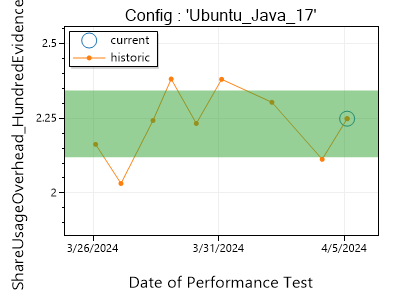 Config : 'Ubuntu_Java_17'
ShareUsageOverhead_HundredEvidence
current
historic
2.5
2.25
2
3/26/2024
3/31/2024
4/5/2024
Date of Performance Test